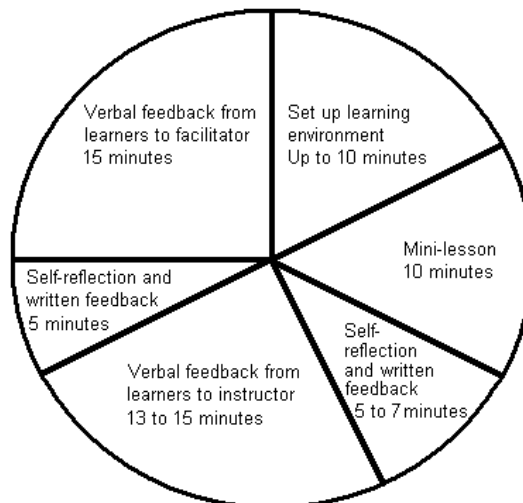 Set up learning
environment
Up to 10 minutes
Mini-lesson
10 minutes
Self-
reflection
and written
feedback
5 to 7 minutes
Verbal feedback from
learners to instructor
13 to 15 minutes
Self-reflection and
written feedback
5 minutes
Verbal feedback from
learners to facilitator
15 minutes